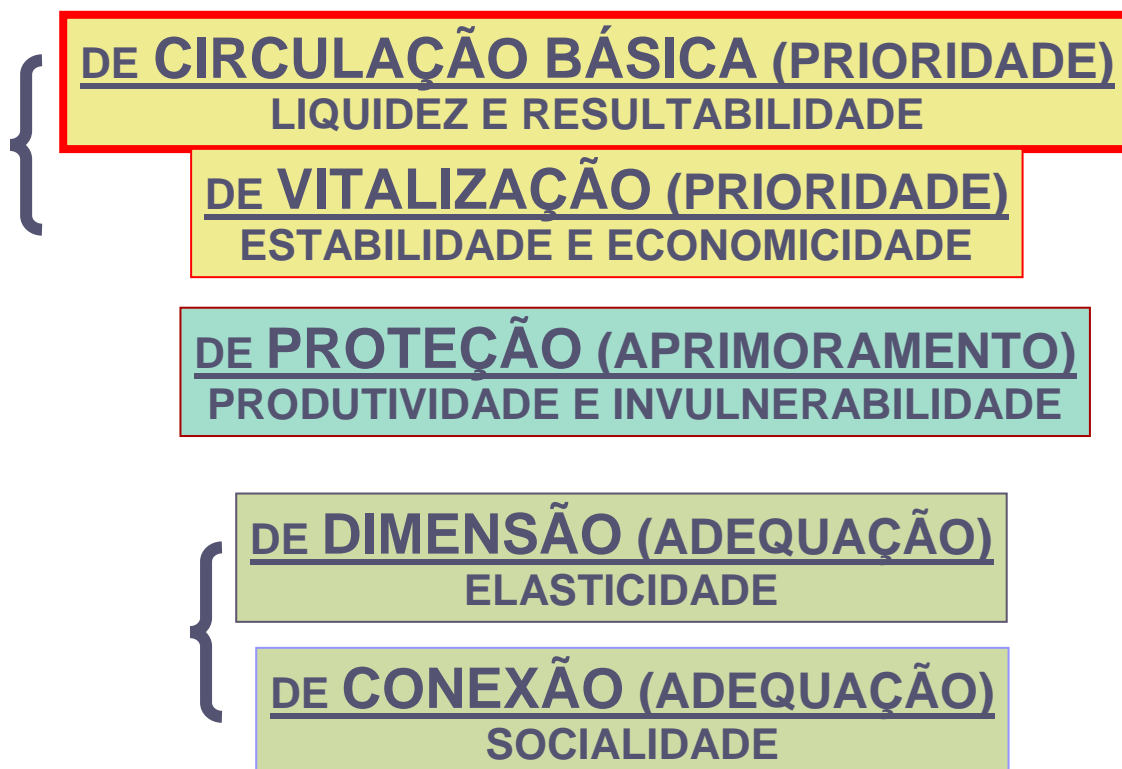 DE CIRCULAÇÃO BÁSICA (PRIORIDADE)
LIQUIDEZ E RESULTABILIDADE
DE VITALIZAÇÃO (PRIORIDADE)
ESTABILIDADE E ECONOMICIDADE
DE PROTEÇÃO (APRIMORAMENTO)
PRODUTIVIDADE E INVULNERABILIDADE
DE DIMENSÃO (ADEQUAÇÃO)
ELASTICIDADE
DE CONEXÃO (ADEQUAÇÃO)
SOCIALIDADE